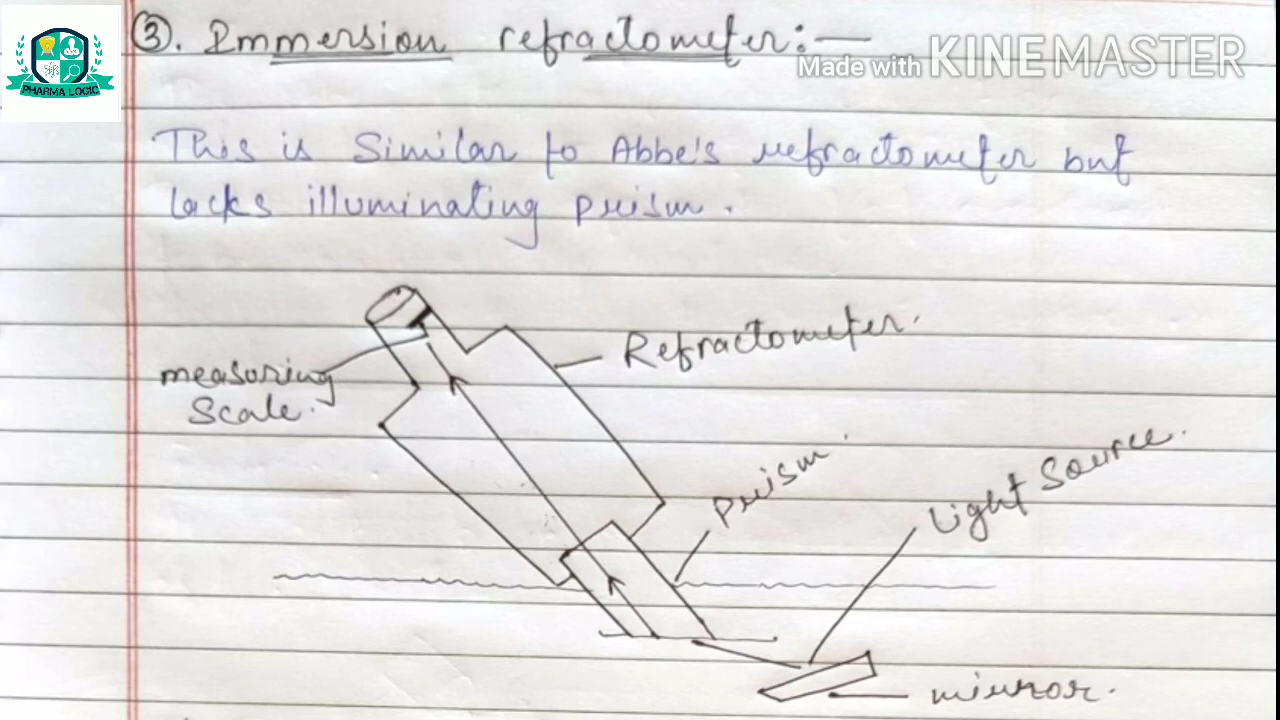 PHARMA LOGIC
③. Immersion refractometer:—
Made with KINEMASTER
This is Similar to Abbe's refractometer but
lacks illuminating prism.
Refractometer.
measuring
Scale.
Prism
Light Source.
mirror.